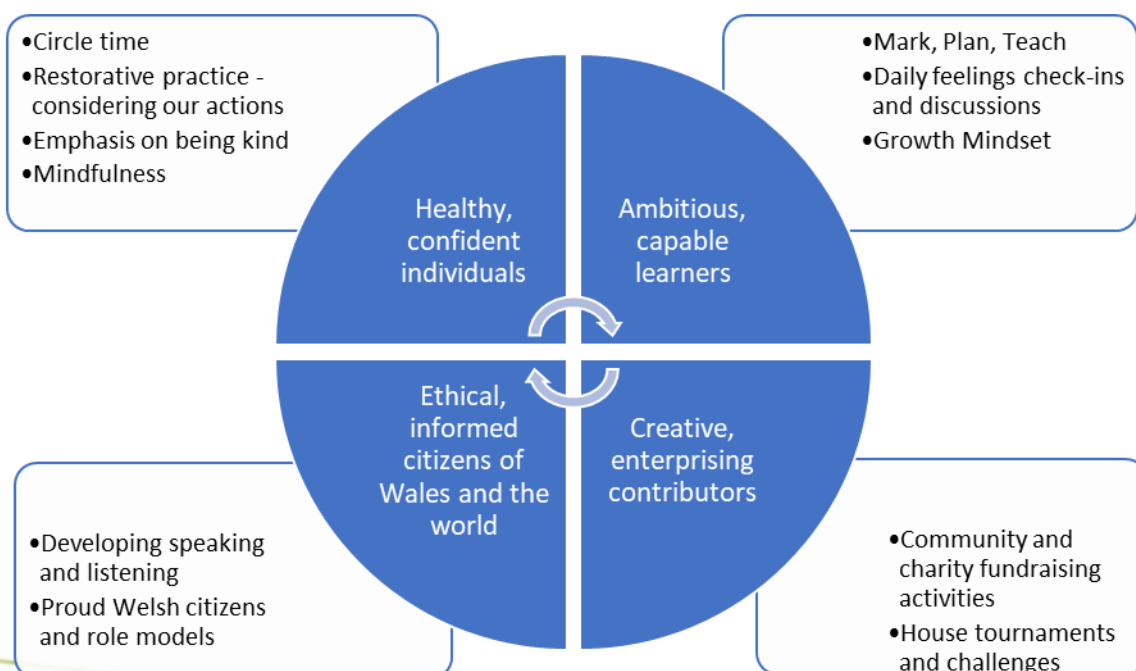 •Circle time
•Restorative practice -
considering our actions
•Emphasis on being kind
•Mindfulness
•Mark, Plan, Teach
•Daily feelings check-ins
and discussions
•Growth Mindset
Healthy,
confident
individuals
Ambitious,
capable
learners
Ethical,
informed
citizens of
Wales and the
world
Creative,
enterprising
contributors
•Developing speaking
and listening
•Proud Welsh citizens
and role models
•Community and
charity fundraising
activities
•House tournaments
and challenges